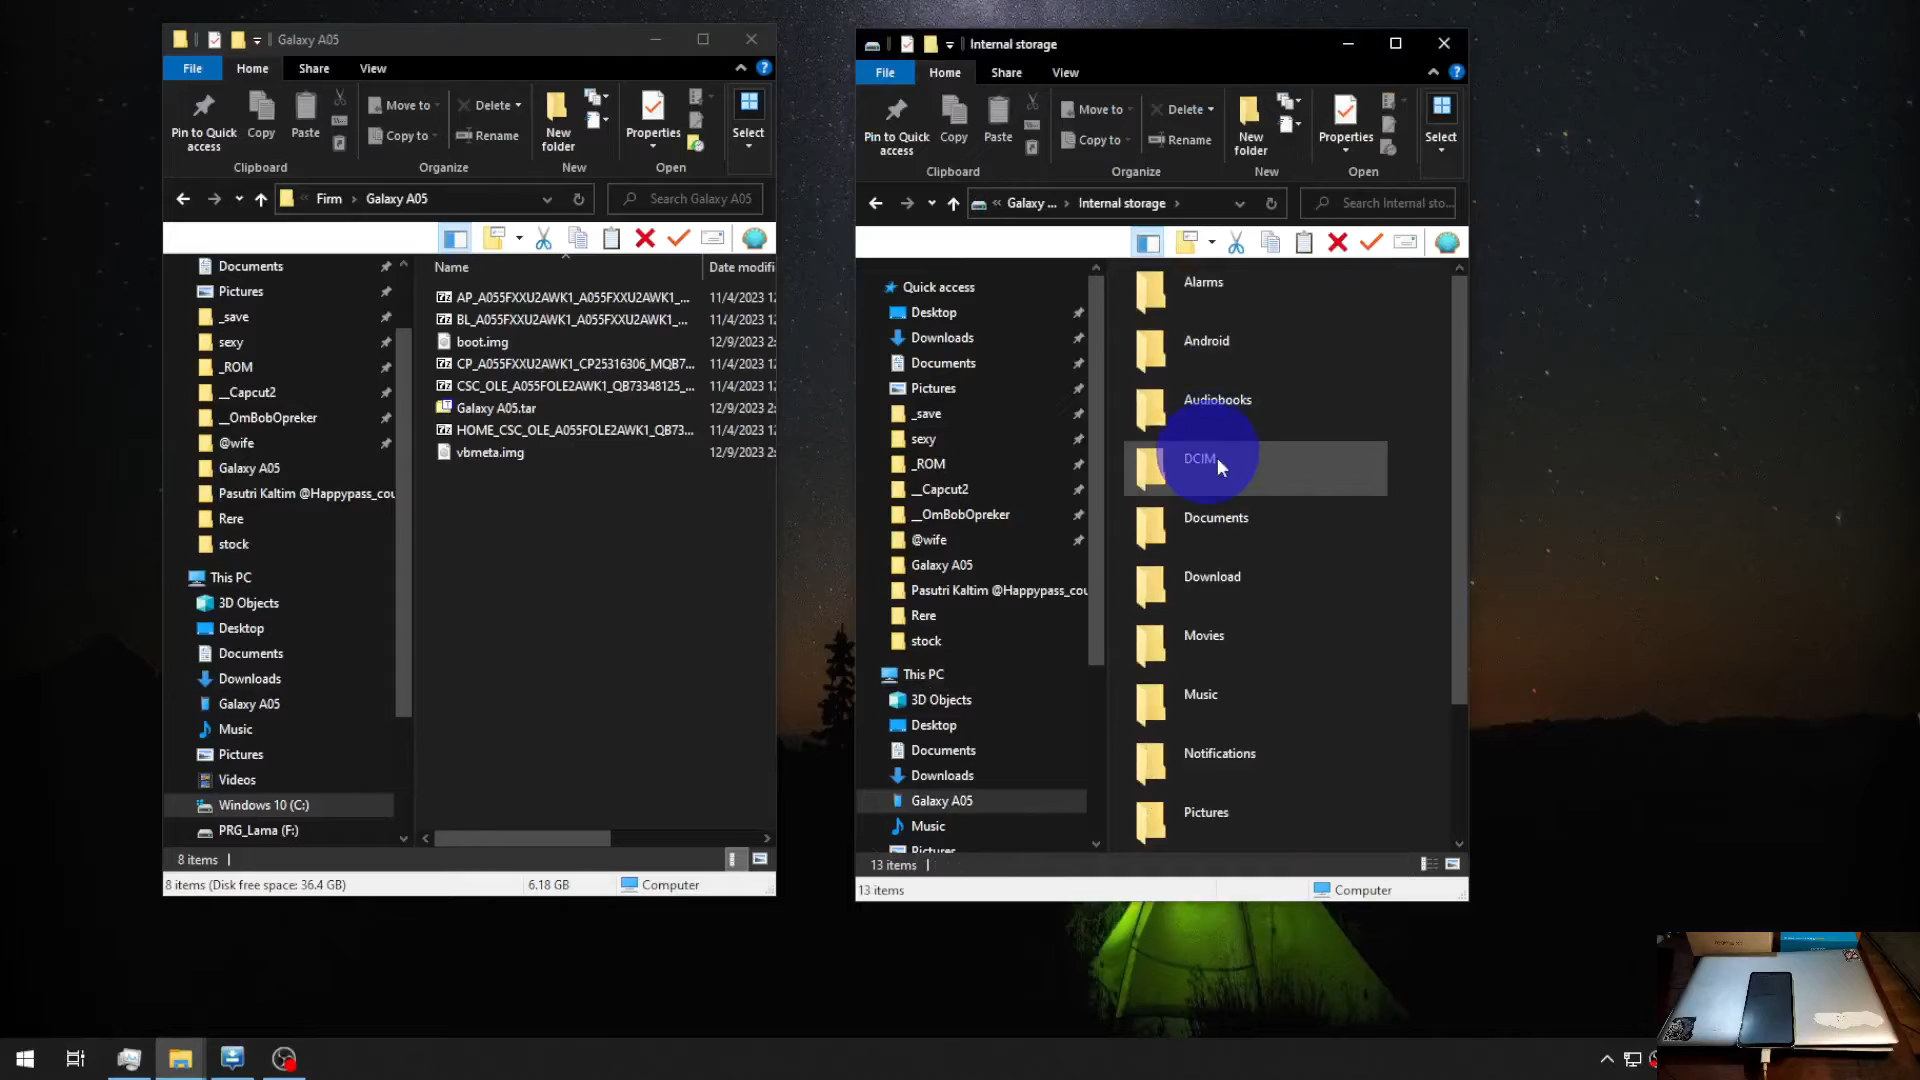 Galaxy A05
File Home Share View
Pin to Quick access
Copy
Paste
Move to
Copy to
Delete
Rename
New folder
Properties
Select
Clipboard Organize New Open
Firm Galaxy A05
Search Galaxy A05
Documents
Pictures
_save
sexy
_ROM
__Capcut2
__OmBobOpreker
@wife
Galaxy A05
Pasutri Kaltim @Happypass_cou
Rere
stock
This PC
3D Objects
Desktop
Documents
Downloads
Galaxy A05
Music
Pictures
Videos
Windows 10 (C:)
PRG_Lama (F:)
Name Date modifi
AP_A055FXXU2AWK1_A055FXXU2AWK1_... 11/4/2023 12
BL_A055FXXU2AWK1_A055FXXU2AWK1_... 11/4/2023 12
boot.img 12/9/2023 2:
CP_A055FXXU2AWK1_CP25316306_MQB7... 11/4/2023 12
CSC_OLE_A055FOLE2AWK1_QB73348125_... 11/4/2023 12
Galaxy A05.tar 12/9/2023 2:
HOME_CSC_OLE_A055FOLE2AWK1_QB73... 11/4/2023 12
vbmeta.img 12/9/2023 2:
8 items
8 items (Disk free space: 36.4 GB) 6.18 GB Computer
Internal storage
File Home Share View
Pin to Quick access
Copy
Paste
Move to
Copy to
Delete
Rename
New folder
Properties
Select
Clipboard Organize New Open
Galaxy ... Internal storage
Search Internal sto...
Quick access
Desktop
Downloads
Documents
Pictures
_save
sexy
_ROM
__Capcut2
__OmBobOpreker
@wife
Galaxy A05
Pasutri Kaltim @Happypass_cou
Rere
stock
This PC
3D Objects
Desktop
Documents
Downloads
Galaxy A05
Music
Pictures
Alarms
Android
Audiobooks
DCIM
Documents
Download
Movies
Music
Notifications
Pictures
13 items
13 items Computer